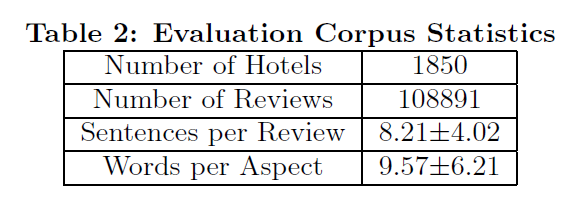 Table 2: Evaluation Corpus Statistics
Number of Hotels 1850
Number of Reviews 108891
Sentences per Review 8.21±4.02
Words per Aspect 9.57±6.21